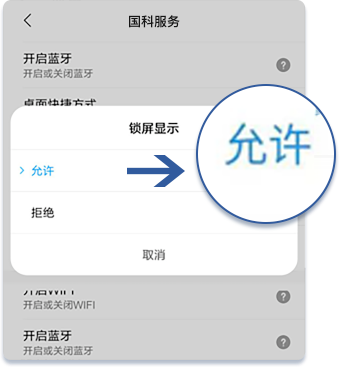 国科服务
开启蓝牙
开启或关闭蓝牙
桌面快捷方式
锁屏显示
允许
允许
拒绝
取消
开启WIFI
开启或关闭WIFI
开启蓝牙
开启或关闭蓝牙